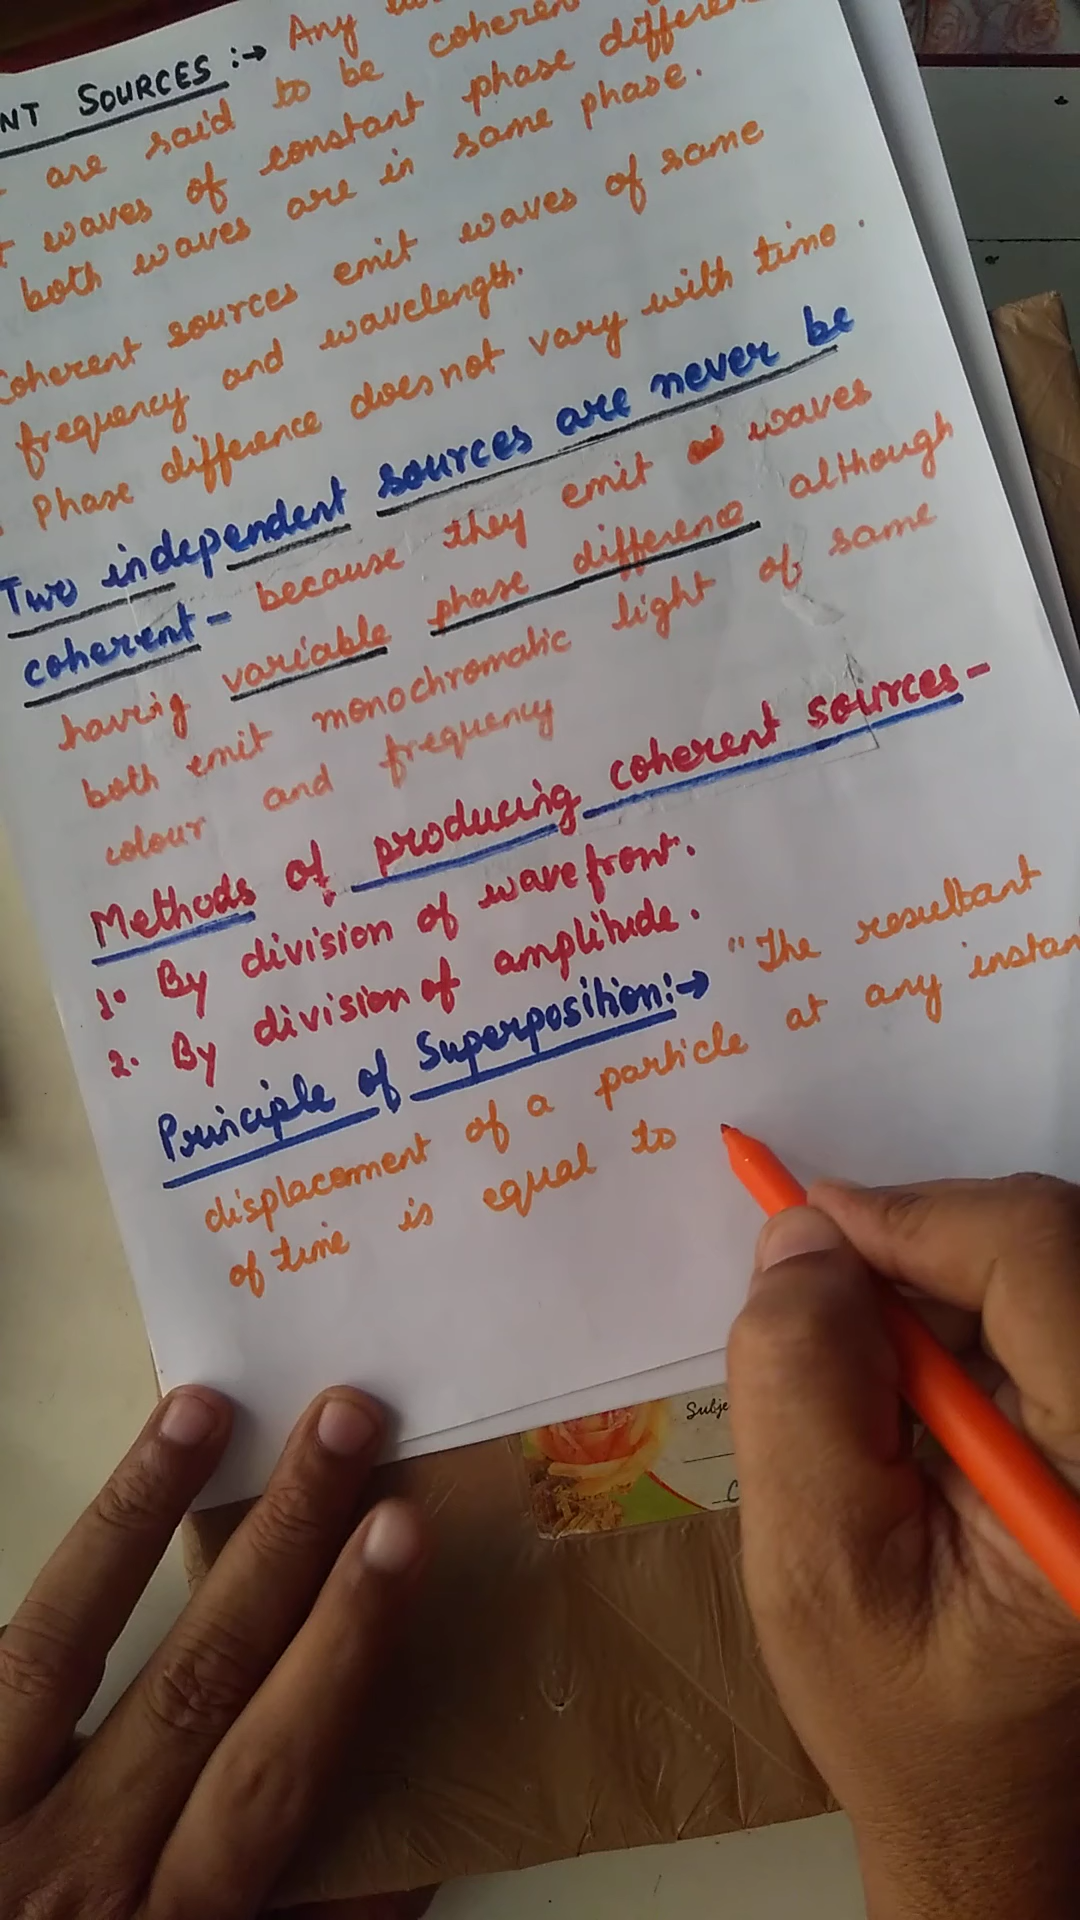 NT SOURCES :→ Any
are said to be coherent
waves of constant phase differen
both waves are in same phase.
Coherent sources emit waves of same
frequency and wavelength.
Phase difference does not vary with time.
Two independent sources are never be
coherent - because they emit waves
having variable phase difference although
both emit monochromatic light of same
colour and frequency
Methods of producing coherent sources -
1. By division of wavefront.
2. By division of amplitude.
Principle of Superposition:→ "The resultant
displacement of a particle at any instan
of time is equal to
Subje
C